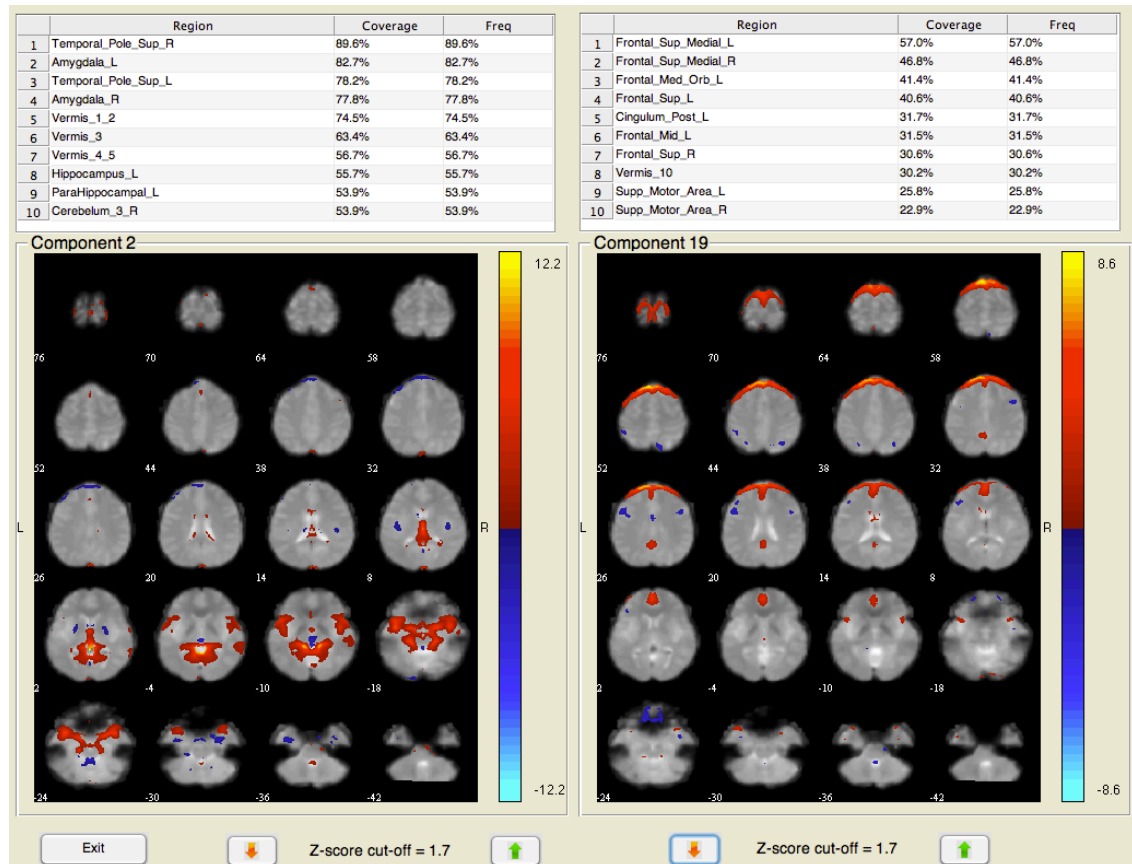 Region Coverage Freq
1 Temporal_Pole_Sup_R 89.6% 89.6%
2 Amygdala_L 82.7% 82.7%
3 Temporal_Pole_Sup_L 78.2% 78.2%
4 Amygdala_R 77.8% 77.8%
5 Vermis_1_2 74.5% 74.5%
6 Vermis_3 63.4% 63.4%
7 Vermis_4_5 56.7% 56.7%
8 Hippocampus_L 55.7% 55.7%
9 ParaHippocampal_L 53.9% 53.9%
10 Cerebelum_3_R 53.9% 53.9%
Region Coverage Freq
1 Frontal_Sup_Medial_L 57.0% 57.0%
2 Frontal_Sup_Medial_R 46.8% 46.8%
3 Frontal_Med_Orb_L 41.4% 41.4%
4 Frontal_Sup_L 40.6% 40.6%
5 Cingulum_Post_L 31.7% 31.7%
6 Frontal_Mid_L 31.5% 31.5%
7 Frontal_Sup_R 30.6% 30.6%
8 Vermis_10 30.2% 30.2%
9 Supp_Motor_Area_L 25.8% 25.8%
10 Supp_Motor_Area_R 22.9% 22.9%
Component 2
12.2
76 70 64 58
52 44 38 32
L R
26 20 14 8
2 -4 -10 -18
-24 -30 -36 -42
-12.2
Component 19
8.6
76 70 64 58
52 44 38 32
L R
26 20 14 8
2 -4 -10 -18
-24 -30 -36 -42
-8.6
Exit
Z-score cut-off = 1.7
Z-score cut-off = 1.7